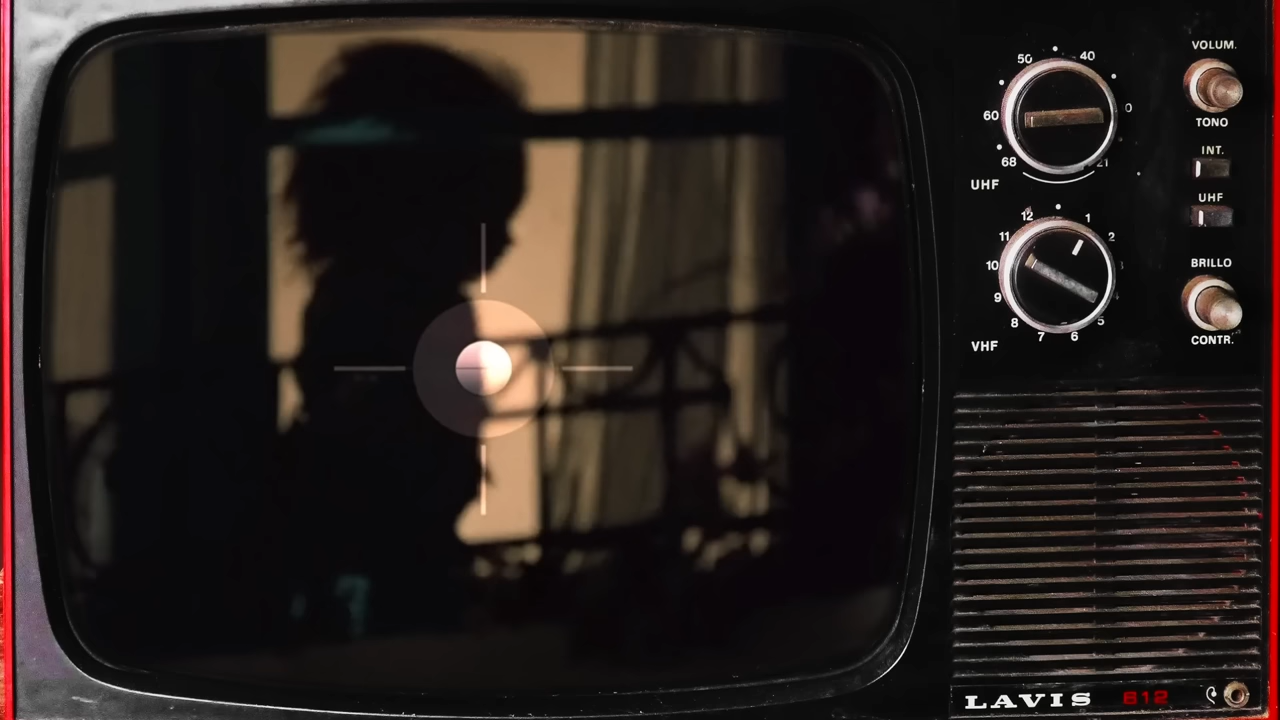 VOLUM.
50 40
60 0
TONO
68 21
INT.
UHF
UHF
12 1
11 2
10
BRILLO
9
8 5
7 6
CONTR.
VHF
LAVIS 612